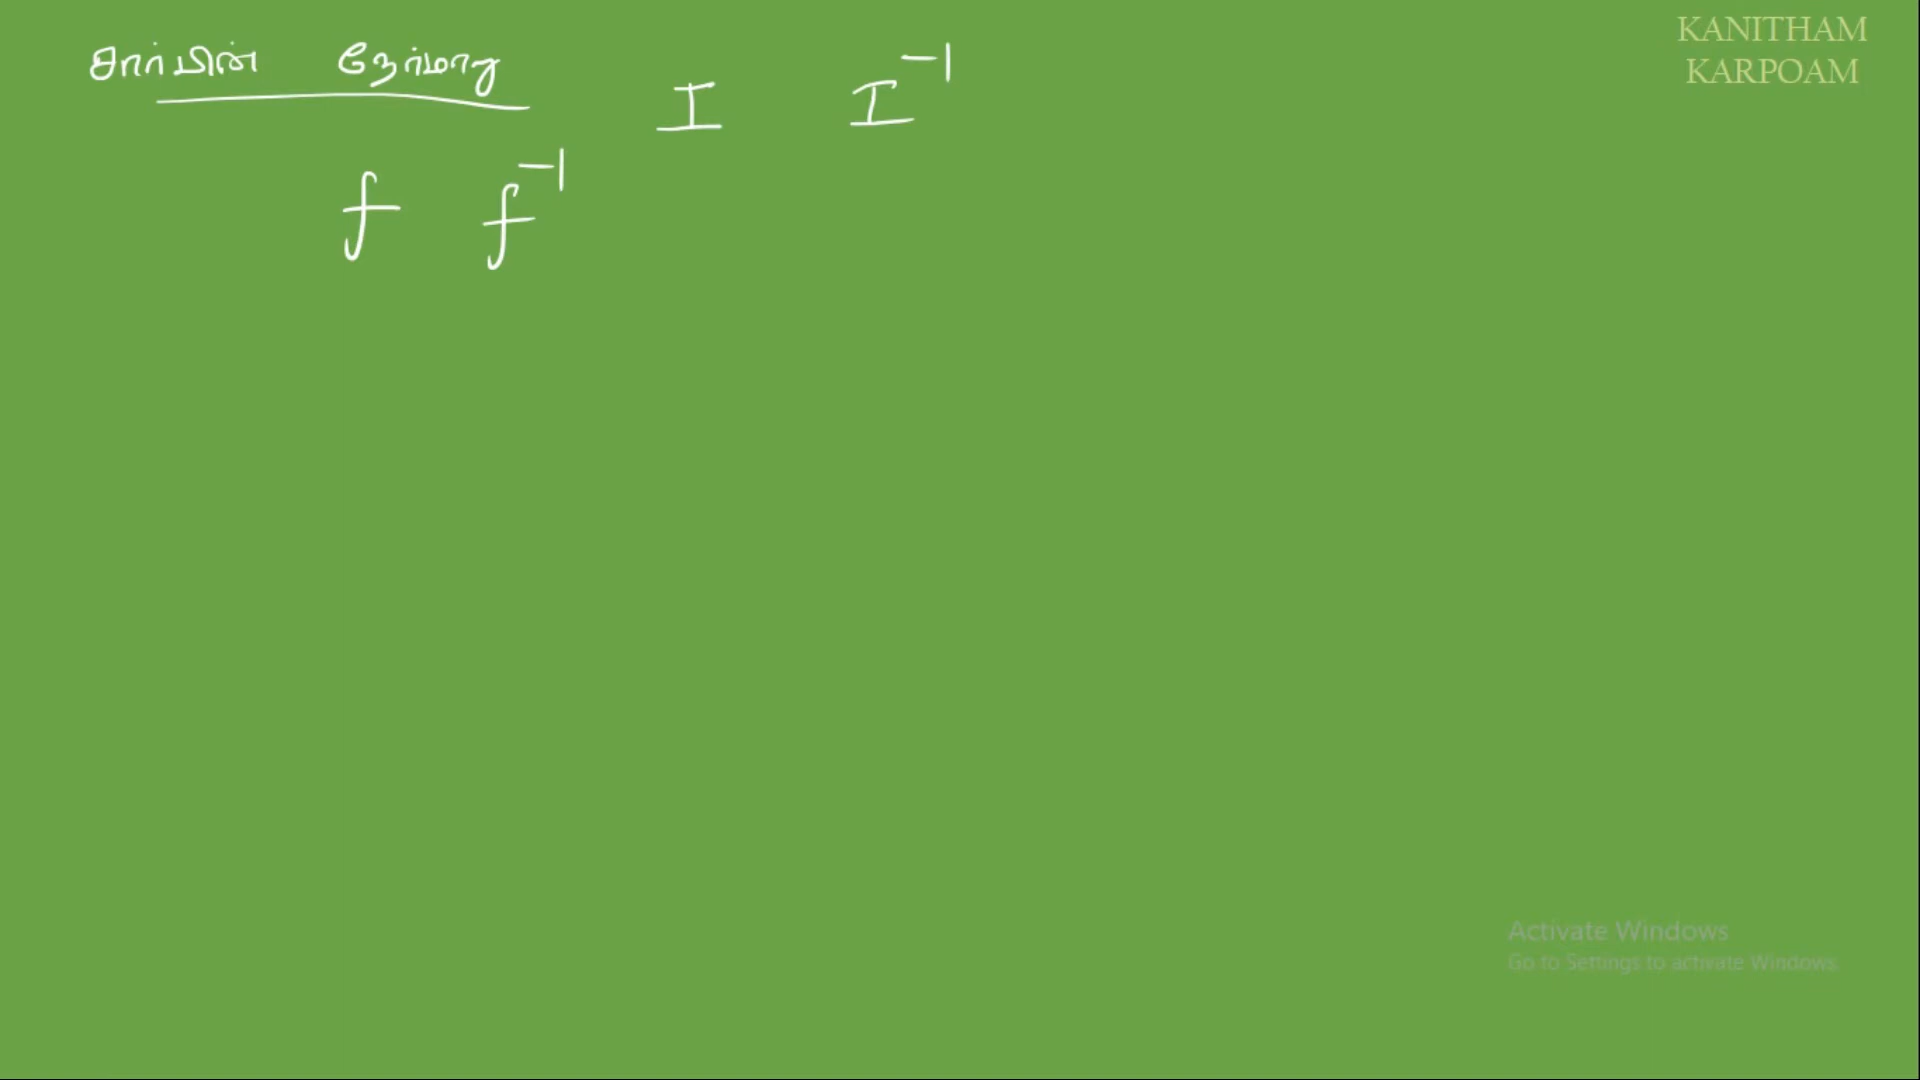 சார்பின் நேர்மாறு
I I⁻¹
f f⁻¹
KANITHAM
KARPOAM
Activate Windows
Go to Settings to activate Windows.